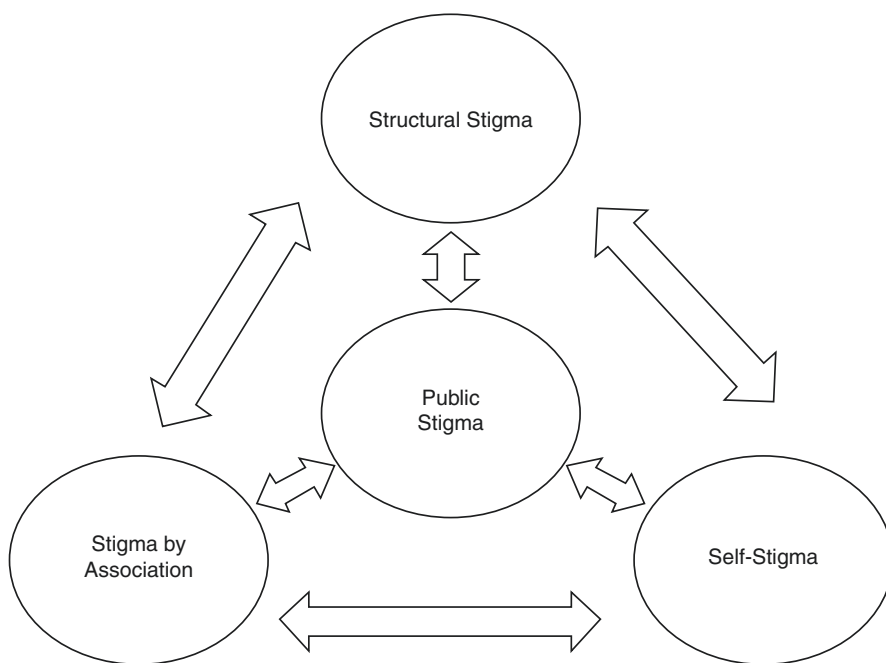 Structural Stigma
Public
Stigma
Stigma by
Association
Self-Stigma